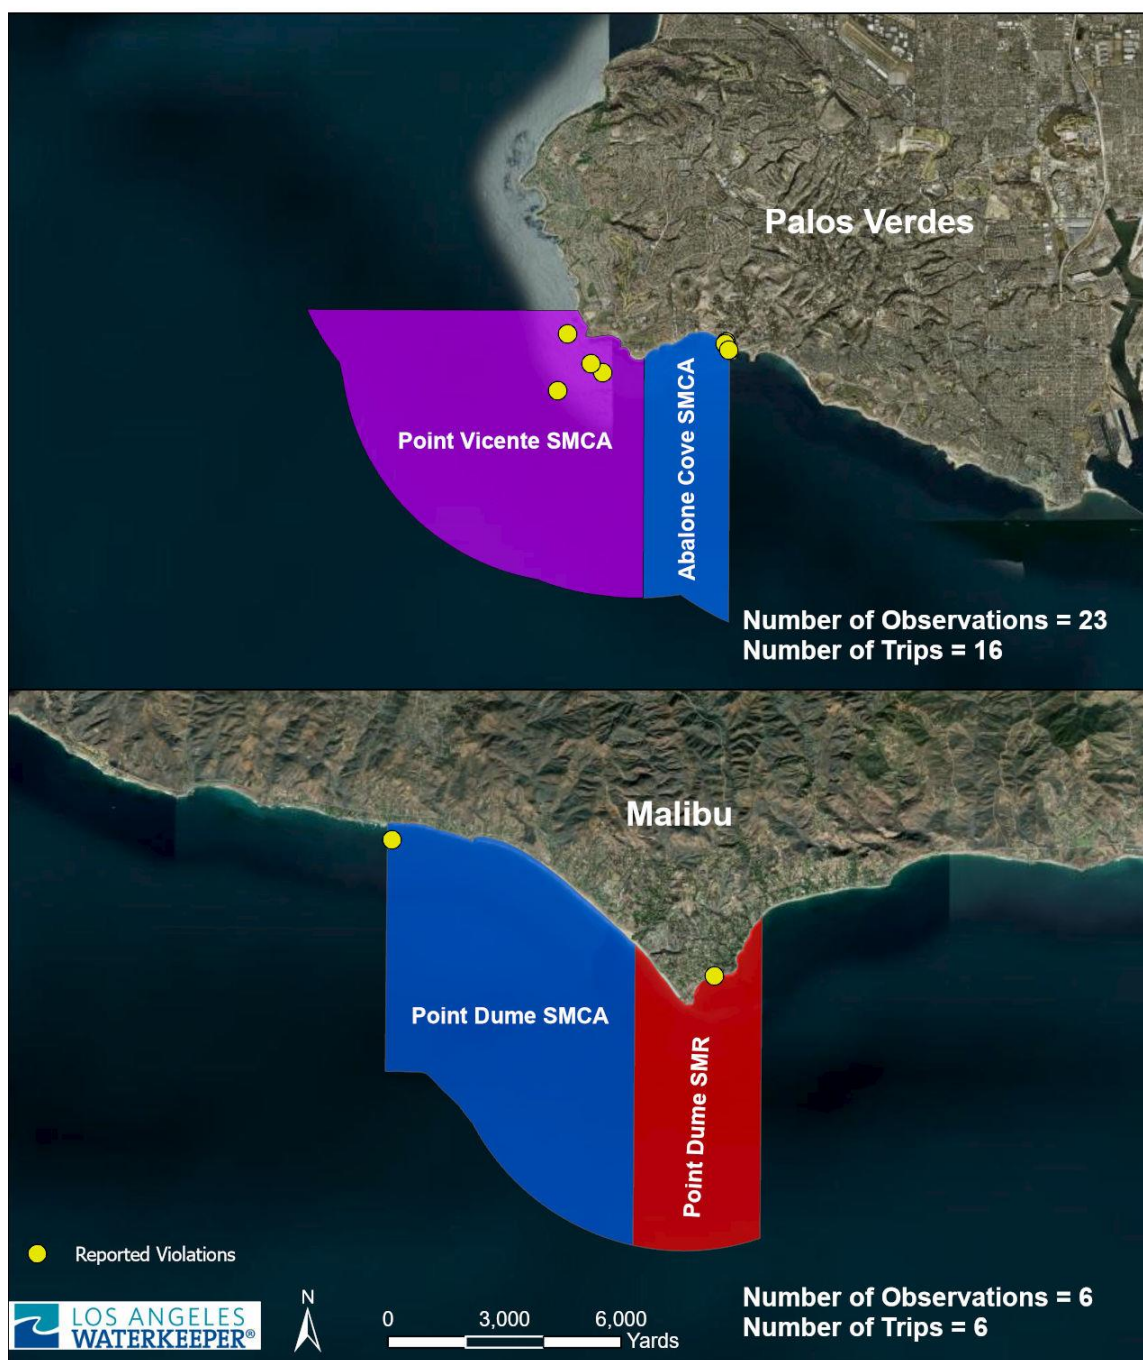 Palos Verdes
Point Vicente SMCA
Abalone Cove SMCA
Number of Observations = 23
Number of Trips = 16
Malibu
Point Dume SMCA
Point Dume SMR
Reported Violations
LOS ANGELES
WATERKEEPER®
N
0 3,000 6,000
Yards
Number of Observations = 6
Number of Trips = 6